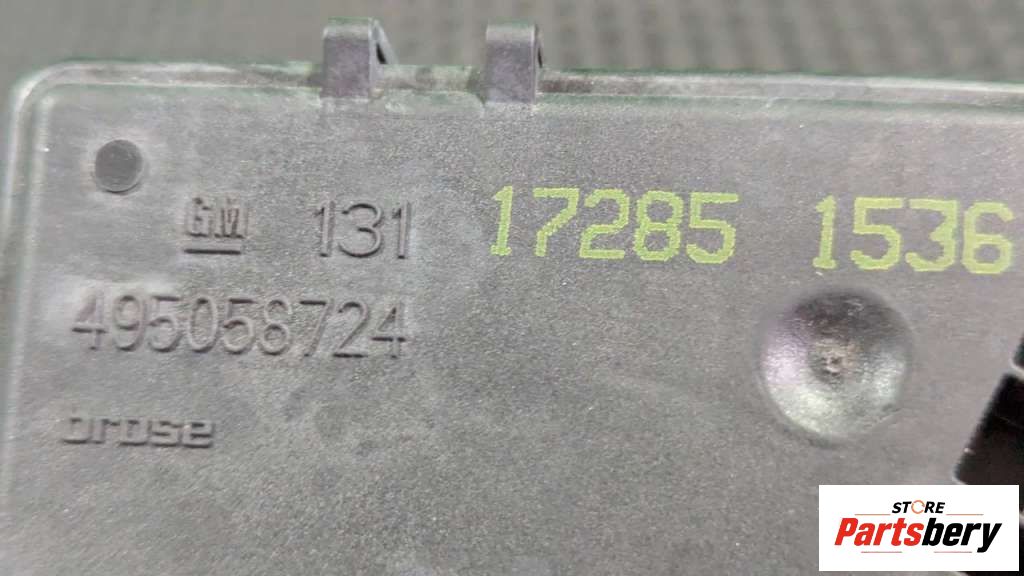 GM 131 17285 1536
495058724
brose
STORE
Partsbery